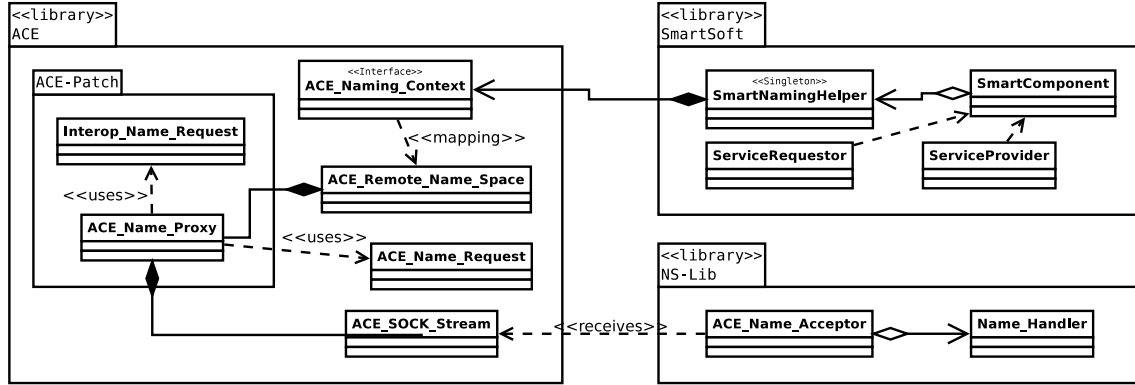 <<library>>
ACE
ACE-Patch
Interop_Name_Request
<<uses>>
ACE_Name_Proxy
<<Interface>>
ACE_Naming_Context
<<mapping>>
ACE_Remote_Name_Space
<<uses>>
ACE_Name_Request
ACE_SOCK_Stream
<<library>>
SmartSoft
<<Singleton>>
SmartNamingHelper
SmartComponent
ServiceRequestor
ServiceProvider
<<library>>
NS-Lib
<<receives>>
ACE_Name_Acceptor
Name_Handler